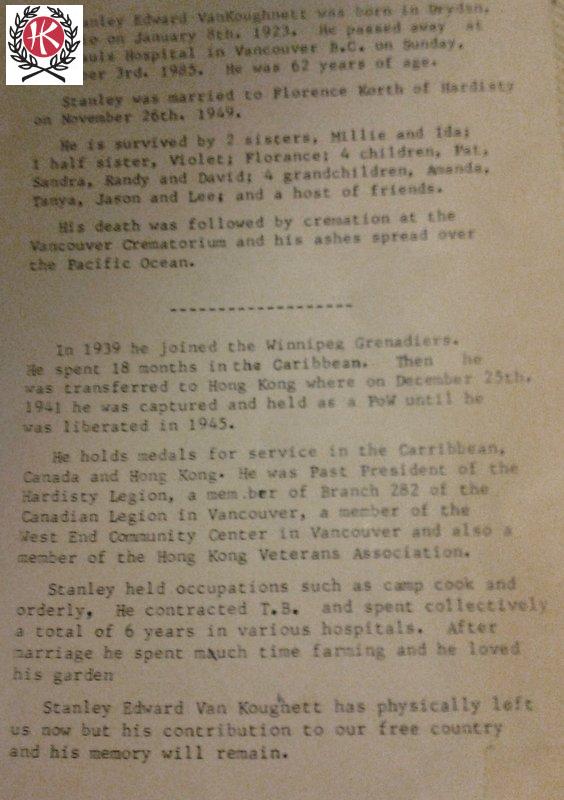 HK
anley Edward VanKoughnett was born in Dryden,
io on January 8th, 1923. He passed away at
aul's Hospital in Vancouver B.C. on Sunday,
ber 3rd. 1985. He was 62 years of age.
Stanley was married to Florence Korth of Hardisty
on November 26th. 1949.
He is survived by 2 sisters, Millie and Ida;
1 half sister, Violet; Florance; 4 children, Pat,
Sandra, Randy and David; 4 grandchildren, Amanda,
Tanya, Jason and Lee; and a host of friends.
His death was followed by cremation at the
Vancouver Crematorium and his ashes spread over
the Pacific Ocean.
-------------------
In 1939 he joined the Winnipeg Grenadiers.
He spent 18 months in the Caribbean. Then he
was transferred to Hong Kong where on December 25th.
1941 he was captured and held as a PoW until he
was liberated in 1945.
He holds medals for service in the Carribbean,
Canada and Hong Kong. He was Past President of the
Hardisty Legion, a mem.ber of Branch 282 of the
Canadian Legion in Vancouver, a member of the
West End Community Center in Vancouver and also a
member of the Hong Kong Veterans Association.
Stanley held occupations such as camp cook and
orderly, He contracted T.B. and spent collectively
a total of 6 years in various hospitals. After
marriage he spent much time farming and he loved
his garden
Stanley Edward Van Koughnett has physically left
us now but his contribution to our free country
and his memory will remain.